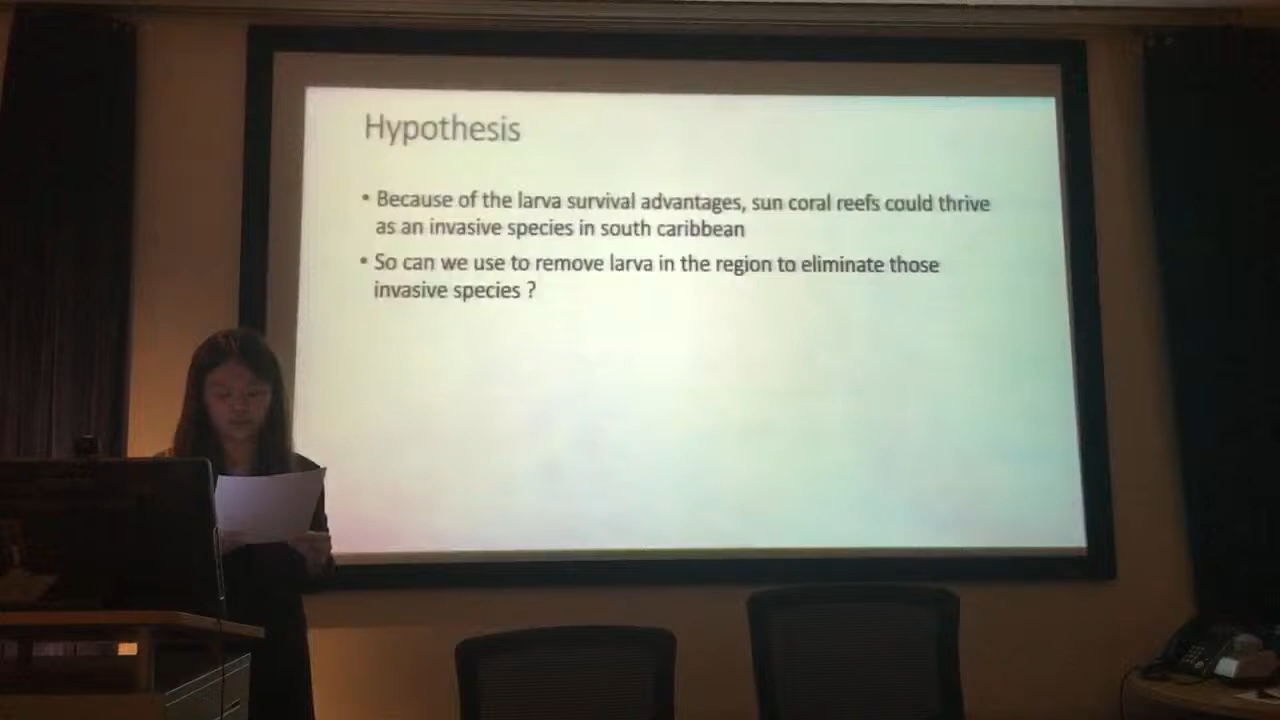 Hypothesis
• Because of the larva survival advantages, sun coral reefs could thrive
as an invasive species in south caribbean
• So can we use to remove larva in the region to eliminate those
invasive species ?